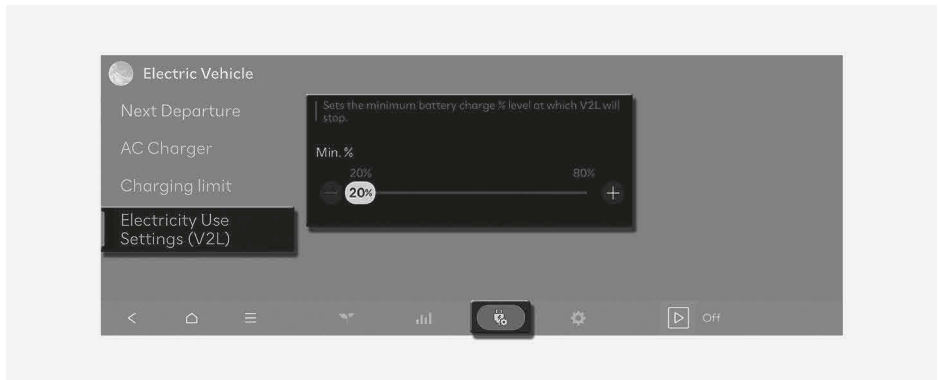 Electric Vehicle
Next Departure
AC Charger
Charging limit
Electricity Use
Settings (V2L)
Sets the minimum battery charge % level at which V2L will
stop.
Min. %
20% 80%
20%
Off